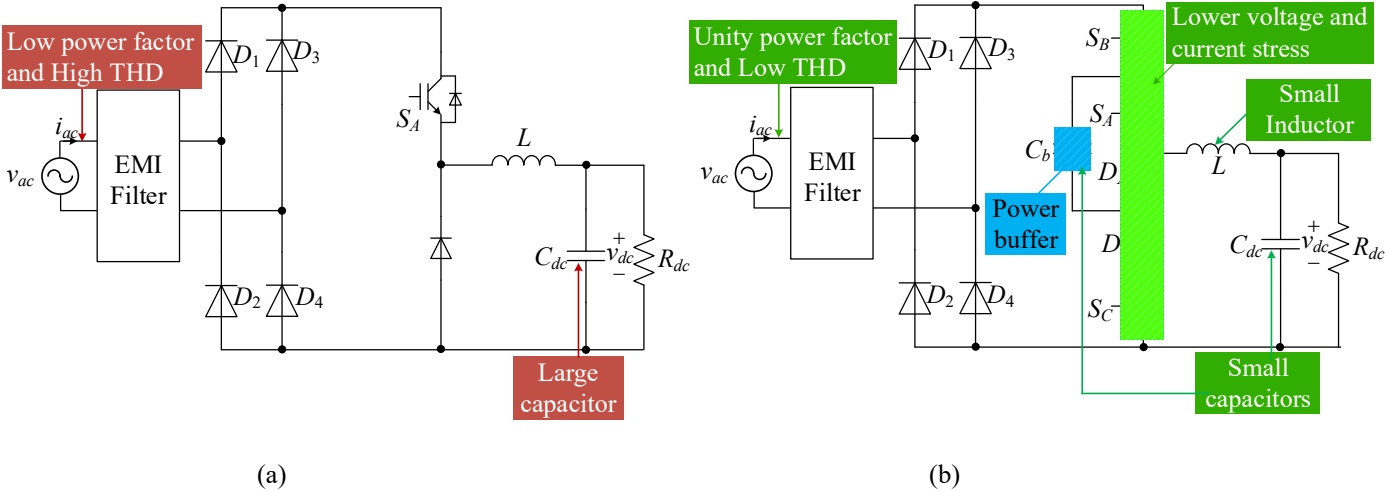 Low power factor
and High THD
D1
D3
iac
vac
EMI
Filter
SA
L
D2
D4
Cdc
+
vdc
−
Rdc
Large
capacitor
(a)
Unity power factor
and Low THD
D1
D3
iac
vac
EMI
Filter
SB
Lower voltage and
current stress
SA
Small
Inductor
Cb
L
D
Power
buffer
D
D2
D4
Cdc
+
vdc
−
Rdc
SC
Small
capacitors
(b)